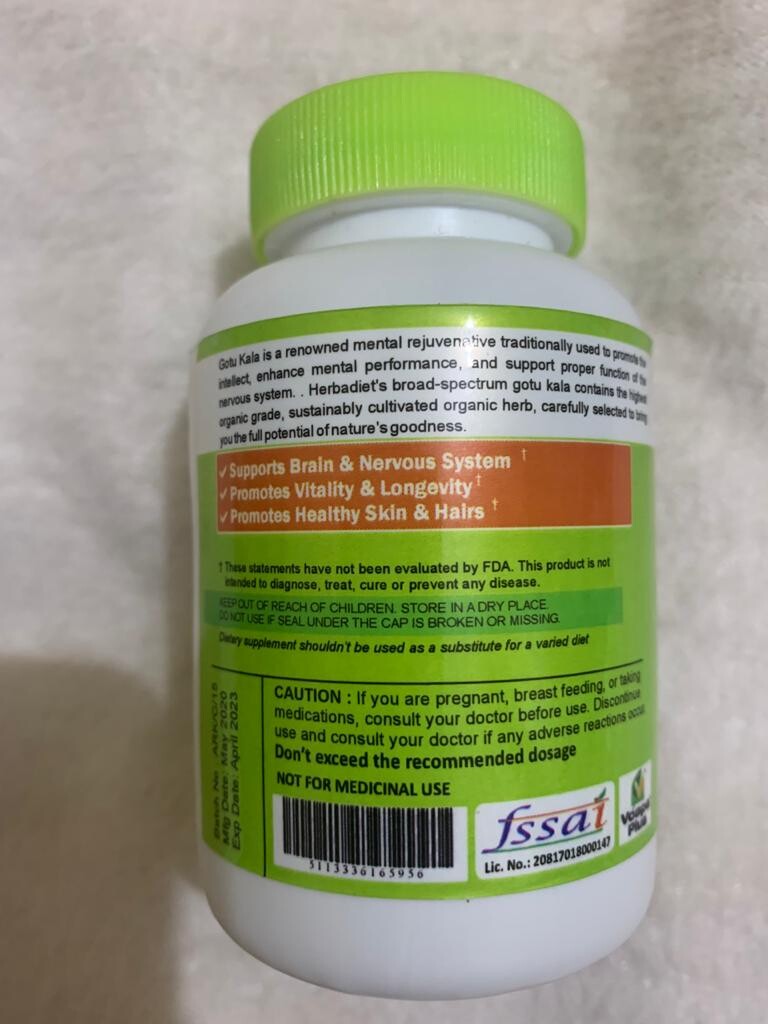 Gotu Kala is a renowned mental rejuvenative traditionally used to promote the
intellect, enhance mental performance, and support proper function of the
nervous system. . Herbadiet's broad-spectrum gotu kala contains the highest
organic grade, sustainably cultivated organic herb, carefully selected to bring
you the full potential of nature's goodness.
✓ Supports Brain & Nervous System †
✓ Promotes Vitality & Longevity †
✓ Promotes Healthy Skin & Hairs †
† These statements have not been evaluated by FDA. This product is not
intended to diagnose, treat, cure or prevent any disease.
KEEP OUT OF REACH OF CHILDREN. STORE IN A DRY PLACE.
DO NOT USE IF SEAL UNDER THE CAP IS BROKEN OR MISSING.
Dietary supplement shouldn't be used as a substitute for a varied diet
Batch No
Mfg Date: May 2020
Exp Date: April 2023
CAUTION : If you are pregnant, breast feeding, or taking
medications, consult your doctor before use. Discontinue
use and consult your doctor if any adverse reactions occur.
Don't exceed the recommended dosage
NOT FOR MEDICINAL USE
5113336165956
fssai
Lic. No.: 20817018000147
Plus